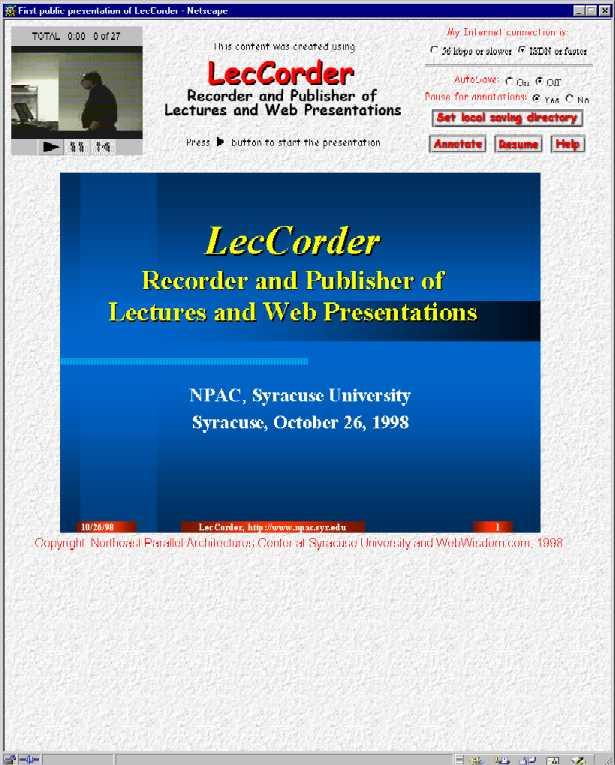 First public presentation of LecCorder - Netscape
TOTAL 0:00 0 of 27
This content was created using
LecCorder
Recorder and Publisher of
Lectures and Web Presentations
Press ▶ button to start the presentation
My Internet connection is:
56 kbps or slower ISDN or faster
AutoSave: On Off
Pause for annotations: Yes No
Set local saving directory
Annotate Resume Help
LecCorder
Recorder and Publisher of
Lectures and Web Presentations
NPAC, Syracuse University
Syracuse, October 26, 1998
10/26/98 LecCorder, http://www.npac.syr.edu 1
Copyright: Northeast Parallel Architectures Center at Syracuse University and WebWisdom.com, 1998